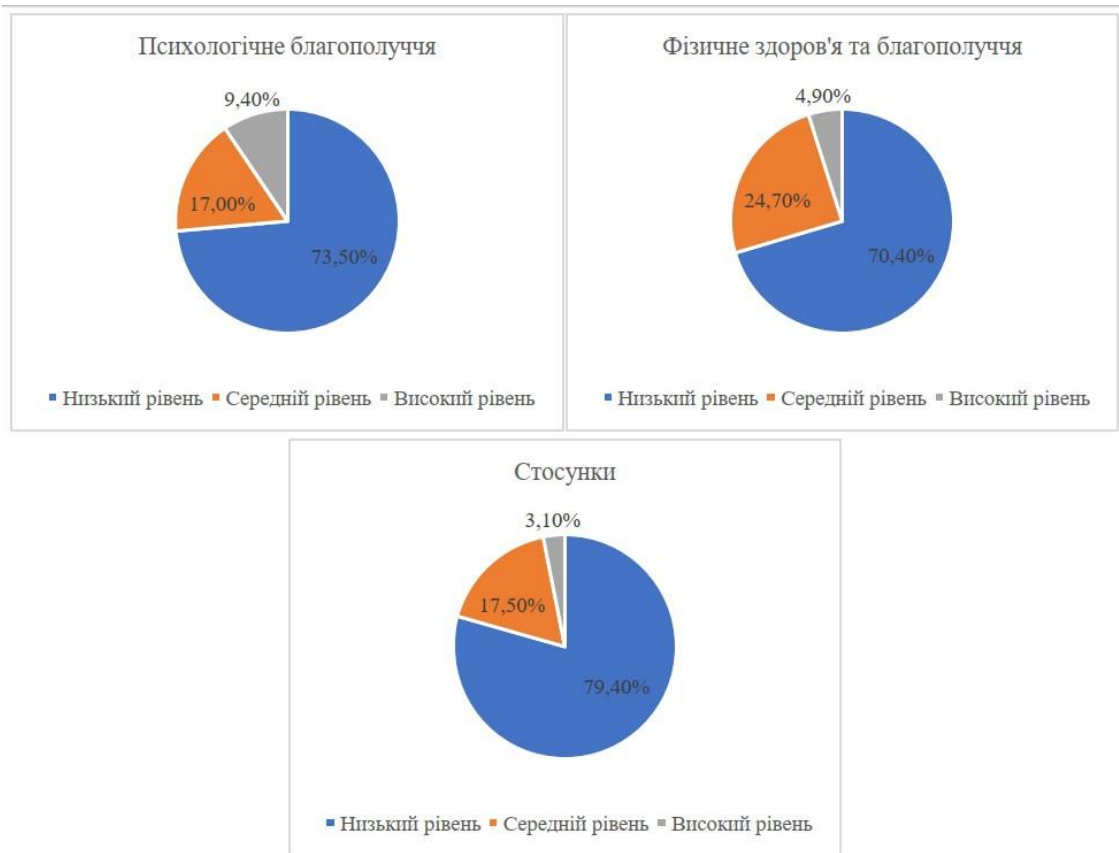 Психологічне благополуччя
9,40%
17,00%
73,50%
Низький рівень Середній рівень Високий рівень
Фізичне здоров'я та благополуччя
4,90%
24,70%
70,40%
Низький рівень Середній рівень Високий рівень
Стосунки
3,10%
17,50%
79,40%
Низький рівень Середній рівень Високий рівень